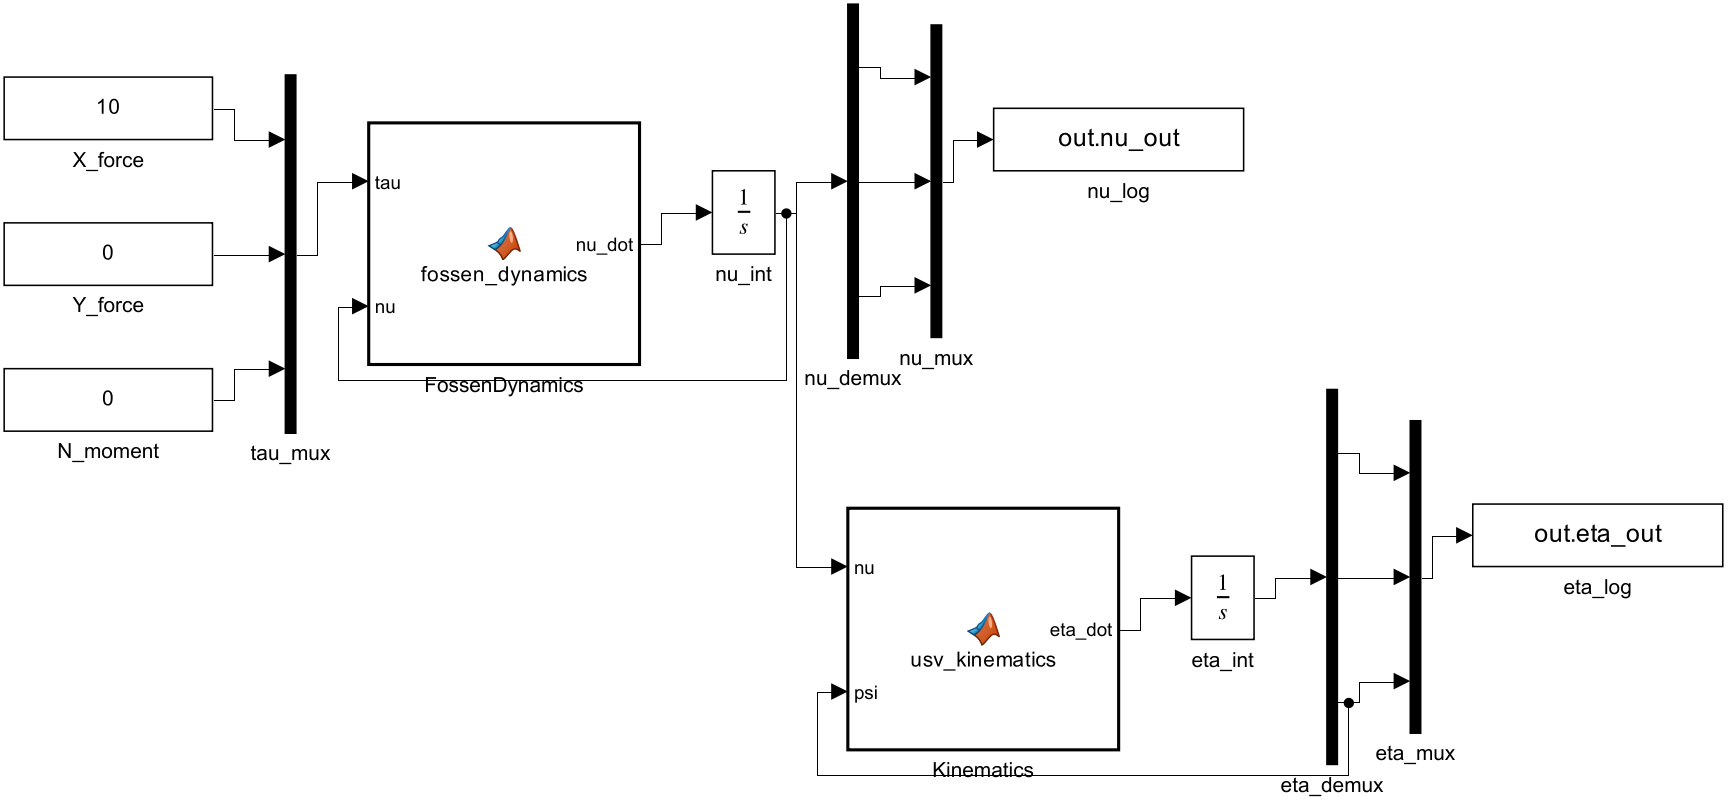 10
X_force
0
Y_force
0
N_moment
tau_mux
tau
nu
nu_dot
fossen_dynamics
FossenDynamics
1
s
nu_int
nu_demux
nu_mux
out.nu_out
nu_log
nu
psi
eta_dot
usv_kinematics
Kinematics
1
s
eta_int
eta_demux
eta_mux
out.eta_out
eta_log